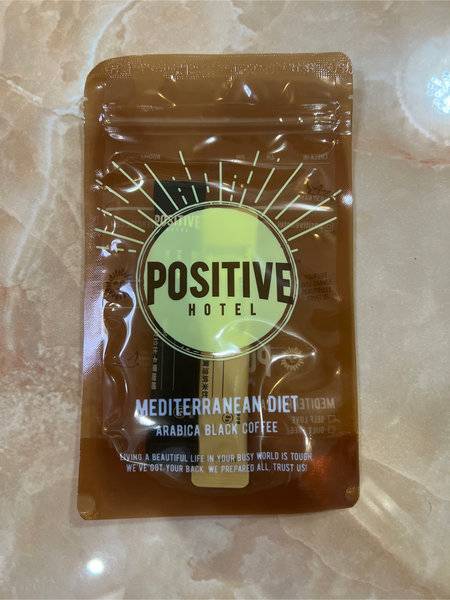 POSITIVE
POSITIVE
HOTEL
MEDITERRANEAN DIET
ARABICA BLACK COFFEE
LIVING A BEAUTIFUL LIFE IN YOUR BUSY WORLD IS TOUGH
WE'VE GOT YOUR BACK. WE PREPARED ALL, TRUST US!